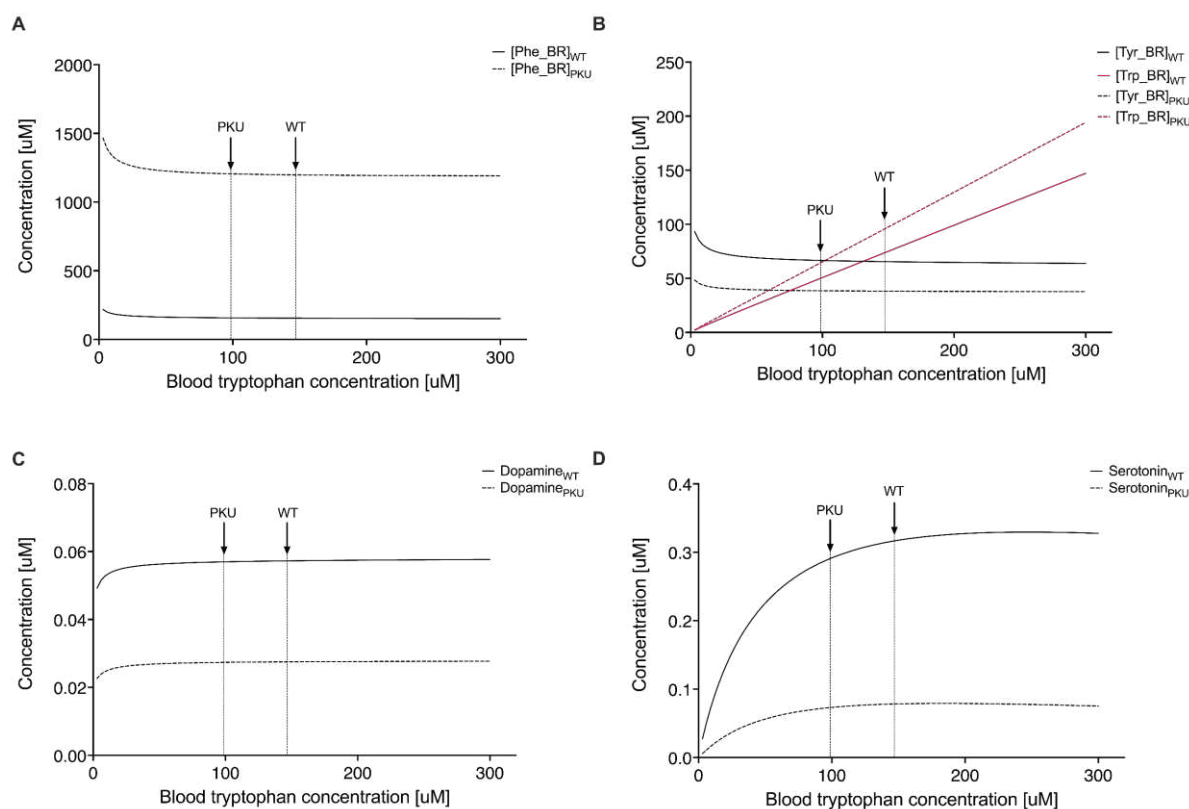 A
[Phe_BR]WT
[Phe_BR]PKU
2000
1500
1000
500
0
Concentration [uM]
PKU
WT
0 100 200 300
Blood tryptophan concentration [uM]
B
[Tyr_BR]WT
[Trp_BR]WT
[Tyr_BR]PKU
[Trp_BR]PKU
250
200
150
100
50
0
Concentration [uM]
PKU
WT
0 100 200 300
Blood tryptophan concentration [uM]
C
DopamineWT
DopaminePKU
0.08
0.06
0.04
0.02
0.00
Concentration [uM]
PKU
WT
0 100 200 300
Blood tryptophan concentration [uM]
D
SerotoninWT
SerotoninPKU
0.4
0.3
0.2
0.1
0.0
Concentration [uM]
PKU
WT
0 100 200 300
Blood tryptophan concentration [uM]